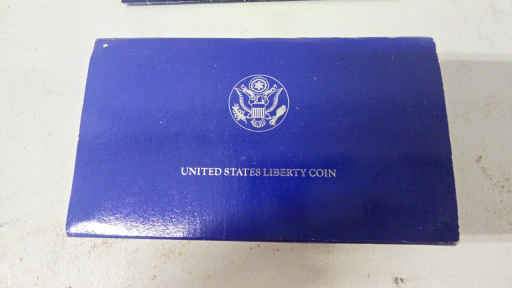 UNITED STATES LIBERTY COIN